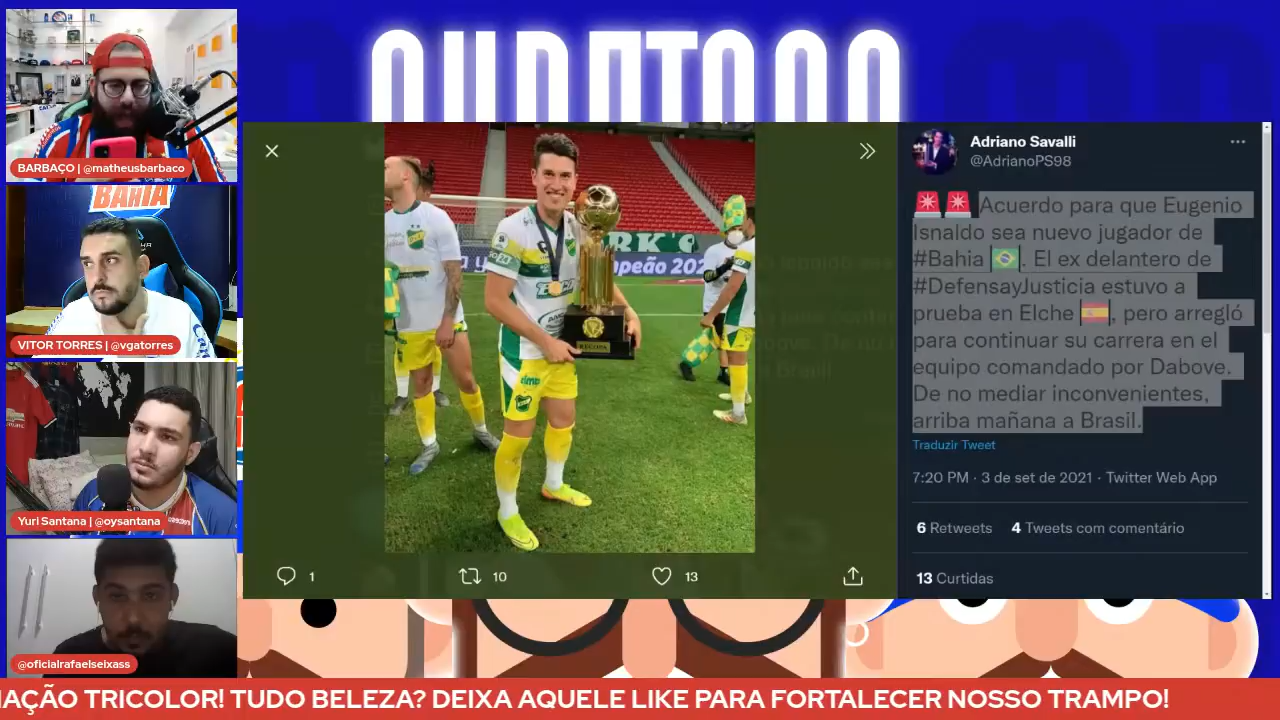 BARBAÇO | @matheusbarbaco
BAHIA
VITOR TORRES | @vgatorres
Yuri Santana | @oysantana
@oficialrafaelseixass
RECOPA
1
10
13
Adriano Savalli
@AdrianoPS98
Acuerdo para que Eugenio
Isnaldo sea nuevo jugador de
#Bahia 🇧🇷. El ex delantero de
#DefensayJusticia estuvo a
prueba en Elche 🇪🇸, pero arregló
para continuar su carrera en el
equipo comandado por Dabove.
De no mediar inconvenientes,
arriba mañana a Brasil.
Traduzir Tweet
7:20 PM · 3 de set de 2021 · Twitter Web App
6 Retweets 4 Tweets com comentário
13 Curtidas
NAÇÃO TRICOLOR! TUDO BELEZA? DEIXA AQUELE LIKE PARA FORTALECER NOSSO TRAMPO!